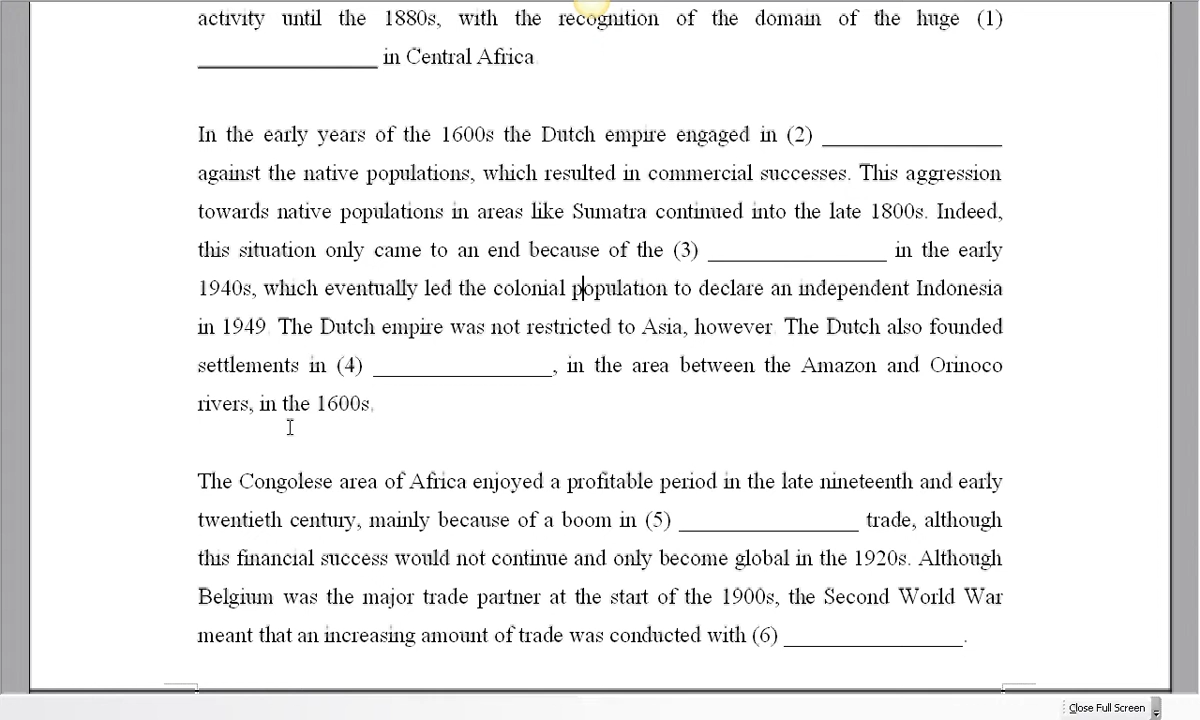 activity until the 1880s, with the recognition of the domain of the huge (1)
_________________ in Central Africa
In the early years of the 1600s the Dutch empire engaged in (2) _________________
against the native populations, which resulted in commercial successes. This aggression
towards native populations in areas like Sumatra continued into the late 1800s. Indeed,
this situation only came to an end because of the (3) _________________ in the early
1940s, which eventually led the colonial population to declare an independent Indonesia
in 1949. The Dutch empire was not restricted to Asia, however. The Dutch also founded
settlements in (4) _________________, in the area between the Amazon and Orinoco
rivers, in the 1600s.
The Congolese area of Africa enjoyed a profitable period in the late nineteenth and early
twentieth century, mainly because of a boom in (5) _________________ trade, although
this financial success would not continue and only become global in the 1920s. Although
Belgium was the major trade partner at the start of the 1900s, the Second World War
meant that an increasing amount of trade was conducted with (6) _________________.
Close Full Screen